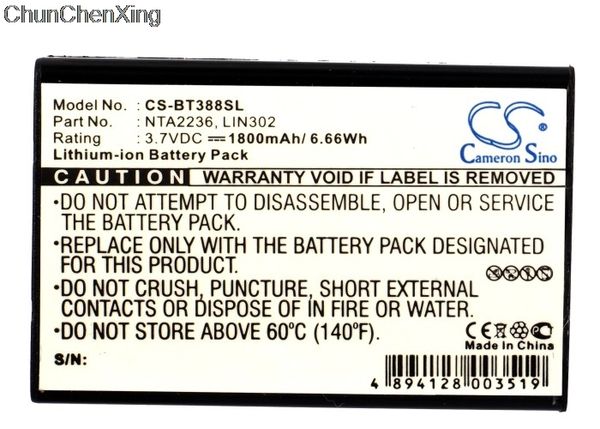 ChunChenXing
Model No. : CS-BT388SL
Part No. : NTA2236, LIN302
Rating : 3.7VDC ⎓1800mAh/ 6.66Wh
Lithium-ion Battery Pack
Cameron Sino
CAUTION WARRANTY VOID IF LABEL IS REMOVED
•DO NOT ATTEMPT TO DISASSEMBLE, OPEN OR SERVICE
THE BATTERY PACK.
•REPLACE ONLY WITH THE BATTERY PACK DESIGNATED
FOR THIS PRODUCT.
•DO NOT CRUSH, PUNCTURE, SHORT EXTERNAL
CONTACTS OR DISPOSE OF IN FIRE OR WATER.
•DO NOT STORE ABOVE 60ºC (140ºF).
CE
Made In China
S/N:
4 894128 003519